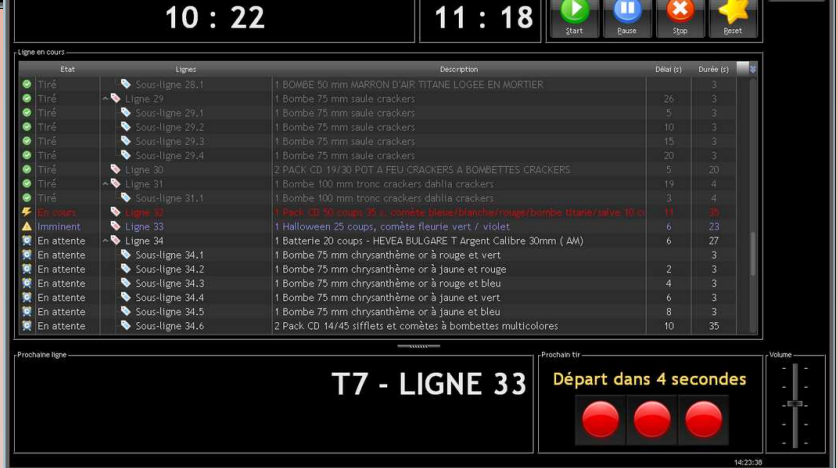 10 : 22
11 : 18
Start Pause Stop Reset
Ligne en cours
Etat Lignes Description Délai (s) Durée (s)
Tiré Sous-ligne 28.1 1 BOMBE 50 mm MARRON D'AIR TITANE LOGEE EN MORTIER 3
Tiré Ligne 29 1 Bombe 75 mm saule crackers 26 3
Tiré Sous-ligne 29.1 1 Bombe 75 mm saule crackers 5 3
Tiré Sous-ligne 29.2 1 Bombe 75 mm saule crackers 10 3
Tiré Sous-ligne 29.3 1 Bombe 75 mm saule crackers 15 3
Tiré Sous-ligne 29.4 1 Bombe 75 mm saule crackers 20 3
Tiré Ligne 30 2 PACK CD 19/30 POT A FEU CRACKERS A BOMBETTES CRACKERS 5 20
Tiré Ligne 31 1 Bombe 100 mm tronc crackers dahlia crackers 19 4
Tiré Sous-ligne 31.1 1 Bombe 100 mm tronc crackers dahlia crackers 3 4
En cours Ligne 32 1 Pack CD 50 coups 35 s. comète bleue/blanche/rouge/bombe titane/salve 10 co 11 35
Imminent Ligne 33 1 Halloween 25 coups, comète fleurie vert / violet 6 23
En attente Ligne 34 1 Batterie 20 coups - HEVEA BULGARE T Argent Calibre 30mm ( AM) 6 27
En attente Sous-ligne 34.1 1 Bombe 75 mm chrysanthème or à rouge et vert 3
En attente Sous-ligne 34.2 1 Bombe 75 mm chrysanthème or à jaune et rouge 2 3
En attente Sous-ligne 34.3 1 Bombe 75 mm chrysanthème or à rouge et bleu 4 3
En attente Sous-ligne 34.4 1 Bombe 75 mm chrysanthème or à jaune et vert 6 3
En attente Sous-ligne 34.5 1 Bombe 75 mm chrysanthème or à jaune et bleu 8 3
En attente Sous-ligne 34.6 2 Pack CD 14/45 sifflets et comètes à bombettes multicolores 10 35
Prochaine ligne
T7 - LIGNE 33
Prochain tir
Départ dans 4 secondes
Volume
14:23:38